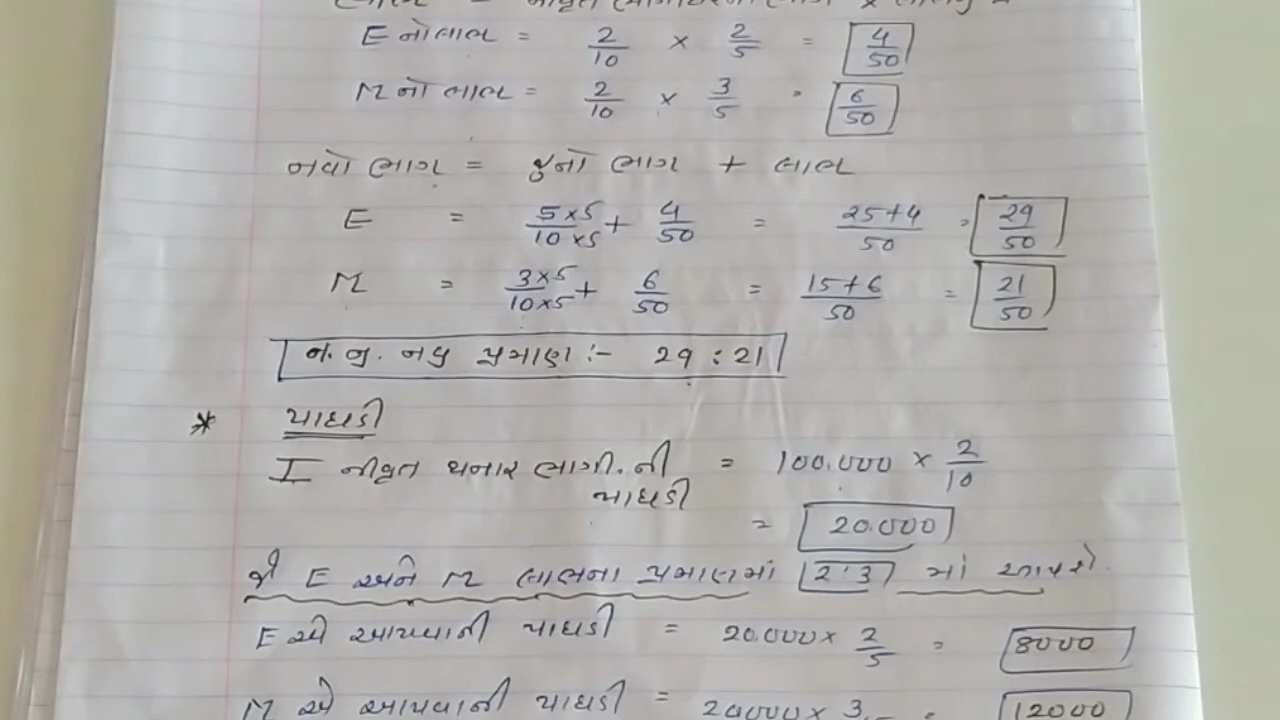 E નો લાભ = 2/10 × 2/5 = 4/50
M નો લાભ = 2/10 × 3/5 = 6/50
નવો ભાગ = જુનો ભાગ + લાભ
E = 5×5/10×5 + 4/50 = 25+4/50 = 29/50
M = 3×5/10×5 + 6/50 = 15+6/50 = 21/50
ન.નુ. નવુ પ્રમાણ :- 29 : 21
* પાઘડી
I નીવૃત થનાર ભાગી. ની = 100.000 × 2/10
પાઘડી
= 20.000
જે E અને M લાભના પ્રમાણમાં 2:3 માં આપશે.
E એ આપવાની પાઘડી = 20.000 × 2/5 = 8000
M એ આપવાની પાઘડી = 20000 × 3 = 12000